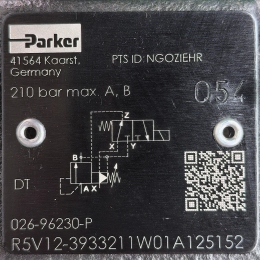 Parker
41564 Kaarst,
Germany
PTS ID: NGOZIEHR
210 bar max. A, B
054
Z
X Y
DT
A X
026-96230-P
R5V12-3933211W01A125152